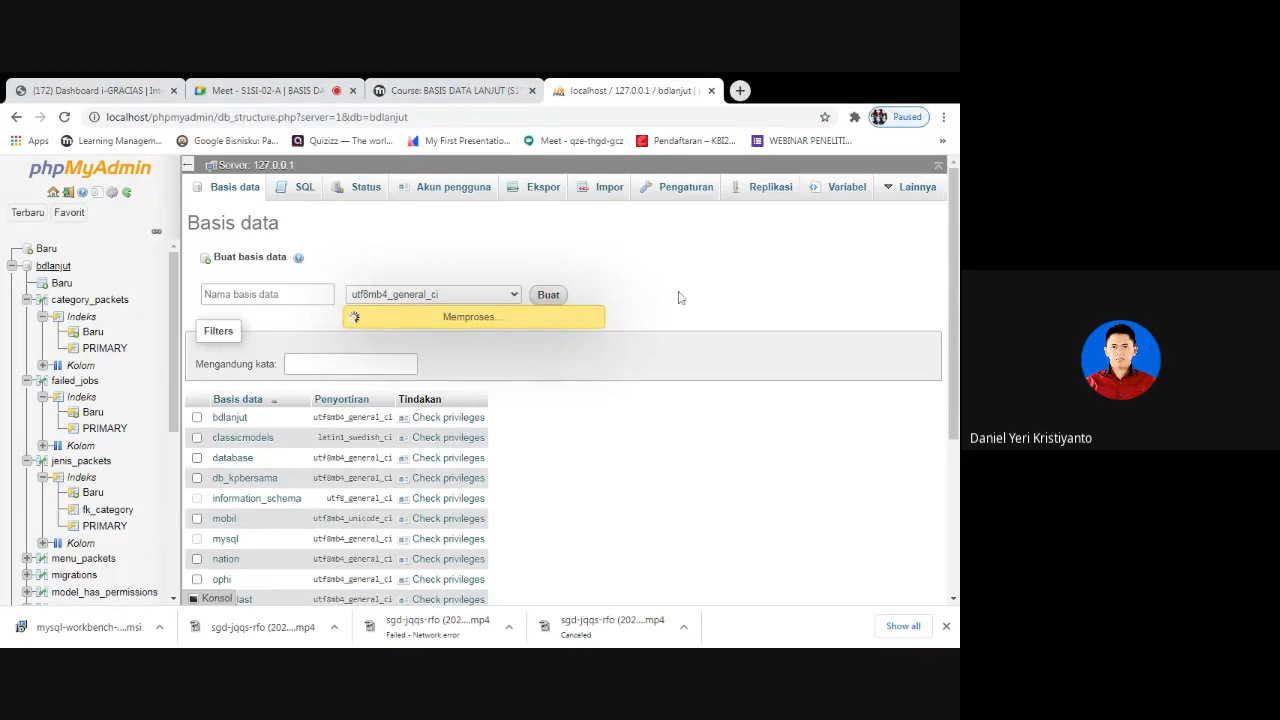 (172) Dashboard i-GRACIAS | Int
Meet - S1SI-02-A | BASIS DA
Course: BASIS DATA LANJUT (S1
localhost / 127.0.0.1 / bdlanjut |
localhost/phpmyadmin/db_structure.php?server=1&db=bdlanjut
Paused
Apps
Learning Managem...
Google Bisnisku: Pa...
Quizizz — The worl...
My First Presentatio...
Meet - qze-thgd-gcz
Pendaftaran – KBI2...
WEBINAR PENELITI...
»
phpMyAdmin
Terbaru
Favorit
Baru
bdlanjut
Baru
category_packets
Indeks
Baru
PRIMARY
Kolom
failed_jobs
Indeks
Baru
PRIMARY
Kolom
jenis_packets
Indeks
Baru
fk_category
PRIMARY
Kolom
menu_packets
migrations
model_has_permissions
Server: 127.0.0.1
Basis data
SQL
Status
Akun pengguna
Ekspor
Impor
Pengaturan
Replikasi
Variabel
Lainnya
Basis data
Buat basis data
Nama basis data
utf8mb4_general_ci
Buat
Memproses...
Filters
Mengandung kata:
Basis data Penyortiran Tindakan
bdlanjut utf8mb4_general_ci Check privileges
classicmodels latin1_swedish_ci Check privileges
database utf8mb4_general_ci Check privileges
db_kpbersama utf8mb4_general_ci Check privileges
information_schema utf8_general_ci Check privileges
mobil utf8mb4_unicode_ci Check privileges
mysql utf8mb4_general_ci Check privileges
nation utf8mb4_general_ci Check privileges
ophi utf8mb4_general_ci Check privileges
last utf8mb4_general_ci Check privileges
Konsol
mysql-workbench-....msi
sgd-jqqs-rfo (202....mp4
sgd-jqqs-rfo (202....mp4
Failed - Network error
sgd-jqqs-rfo (202....mp4
Canceled
Show all
Daniel Yeri Kristiyanto